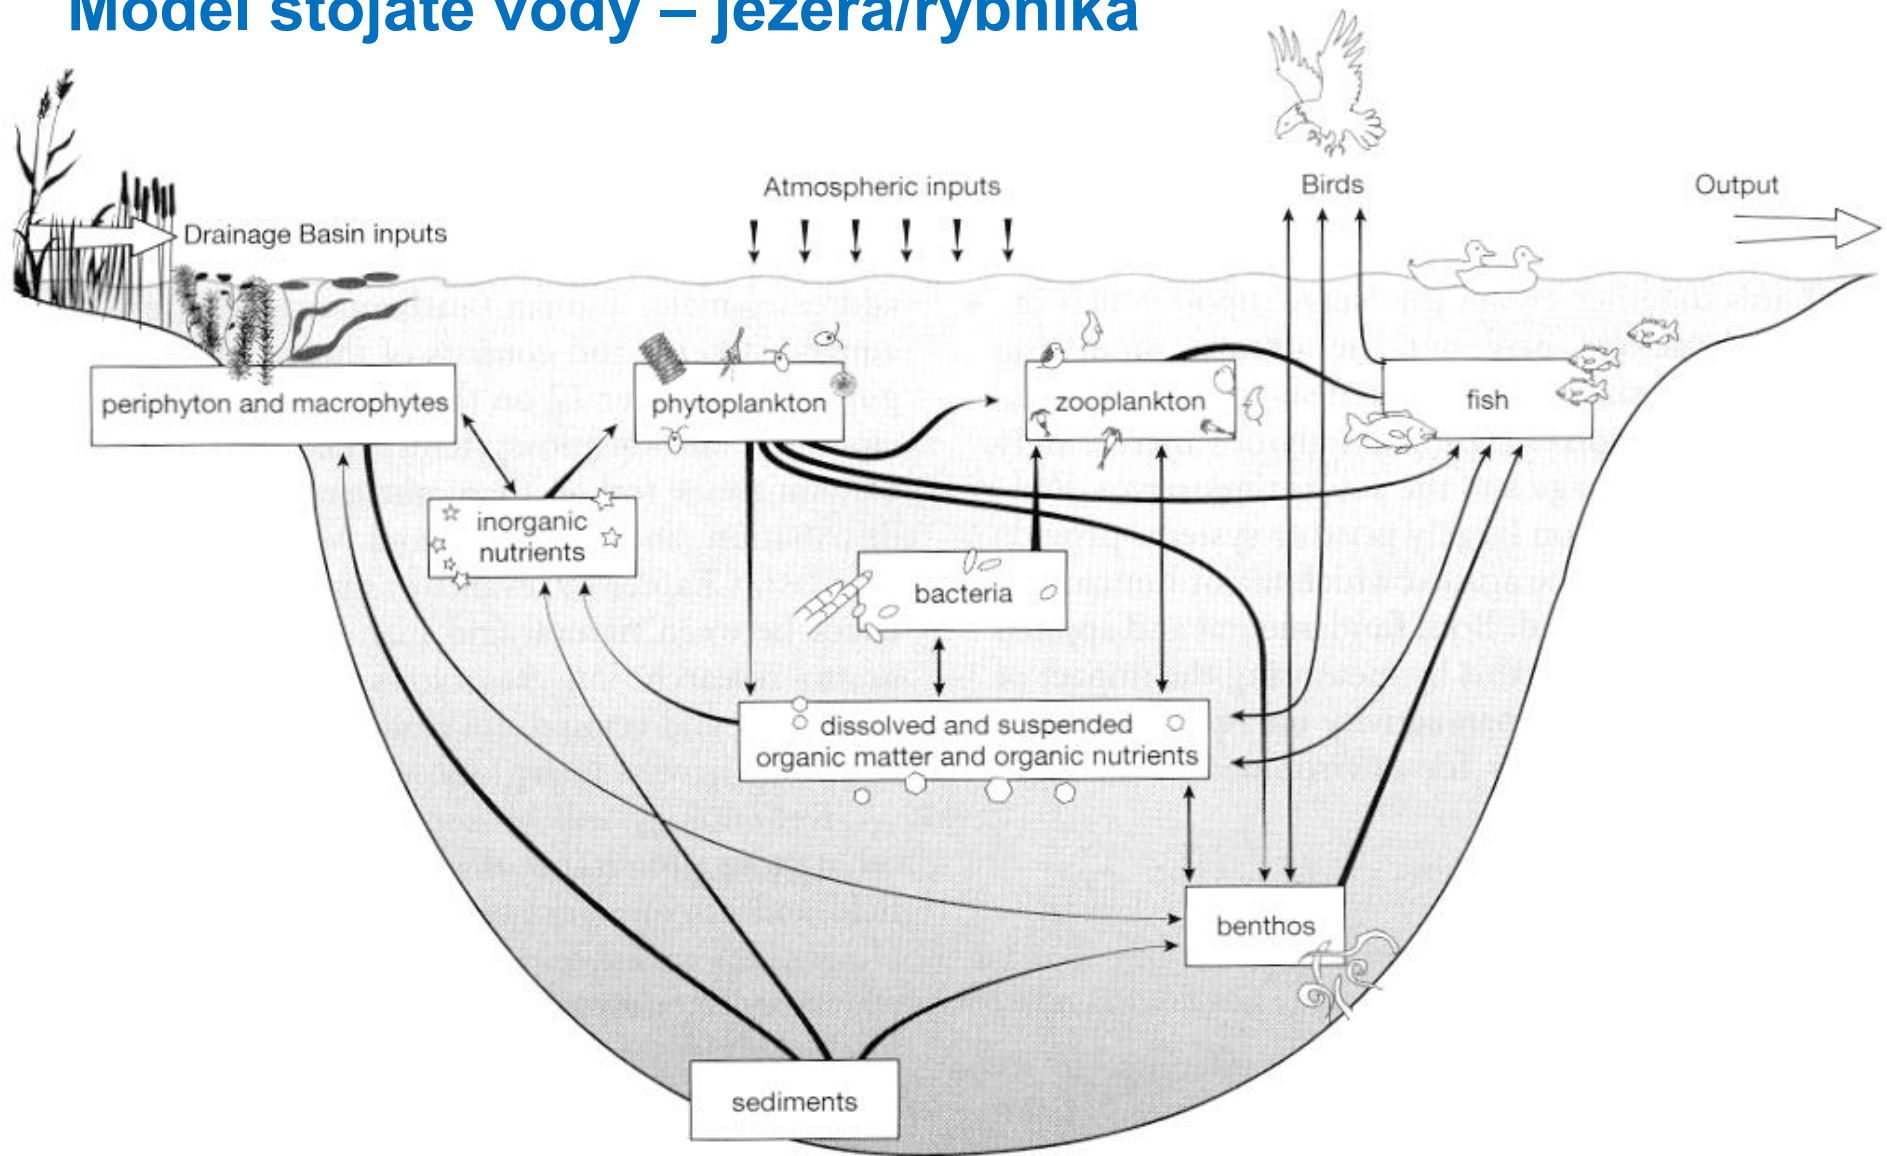 Model stojaté vody – jezera/rybníka
Atmospheric inputs
Birds
Output
Drainage Basin inputs
periphyton and macrophytes
phytoplankton
zooplankton
fish
inorganic
nutrients
bacteria
dissolved and suspended
organic matter and organic nutrients
benthos
sediments